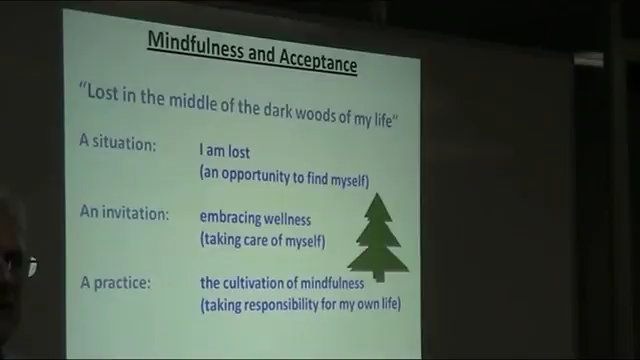 Mindfulness and Acceptance
"Lost in the middle of the dark woods of my life"
A situation: I am lost
(an opportunity to find myself)
An invitation: embracing wellness
(taking care of myself)
A practice: the cultivation of mindfulness
(taking responsibility for my own life)